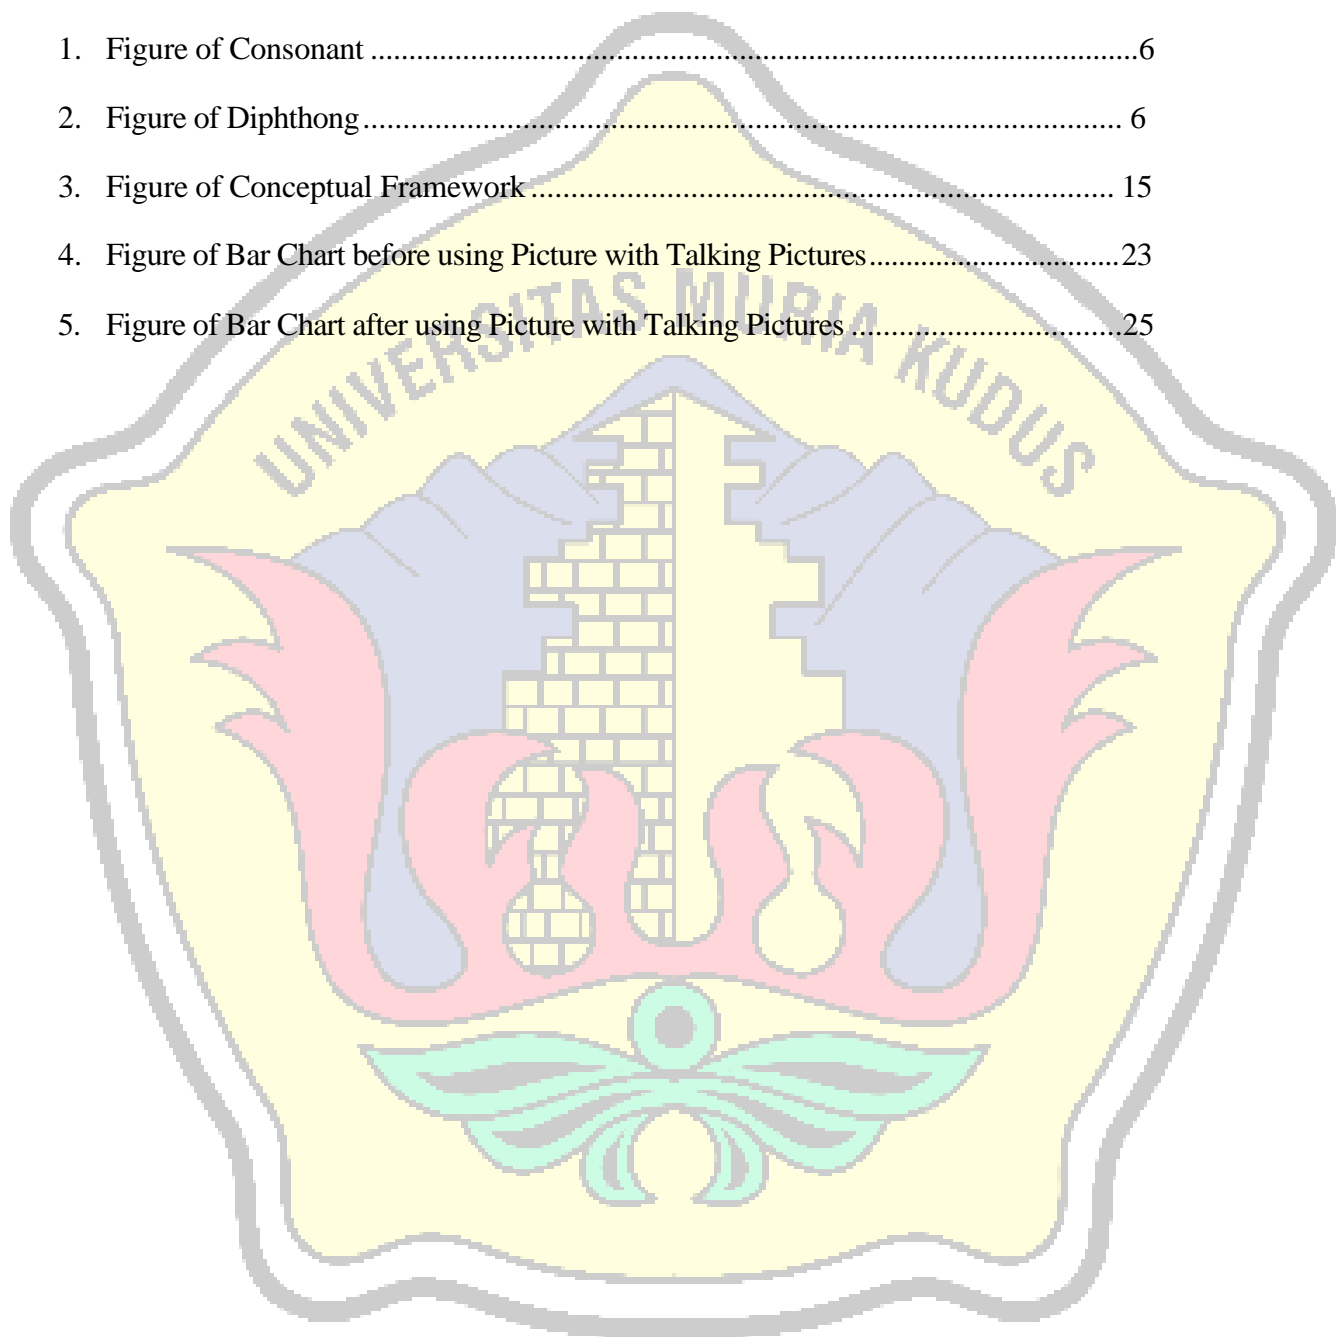 1. Figure of Consonant ....................................................................................................6
2. Figure of Diphthong................................................................................................... 6
3. Figure of Conceptual Framework ............................................................................ 15
4. Figure of Bar Chart before using Picture with Talking Pictures................................23
5. Figure of Bar Chart after using Picture with Talking Pictures ...................................25
UNIVERSITAS MURIA KUDUS